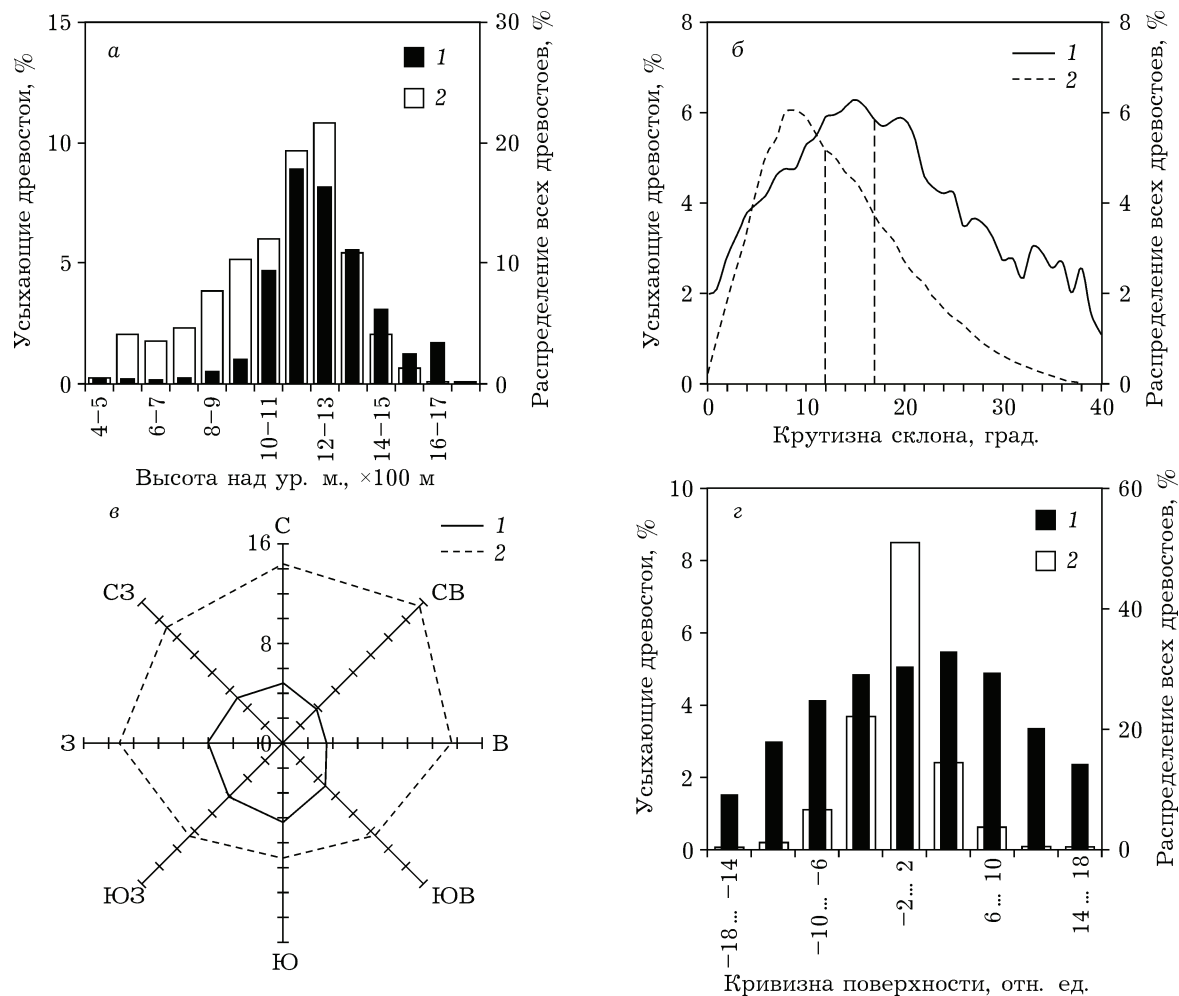 а
Усыхающие древостои, %
15
10
5
0
1
2
30
20
10
0
Распределение всех древостоев, %
4−5
6−7
8−9
10−11
12−13
14−15
16−17
Высота над ур. м., ×100 м
б
Усыхающие древостои, %
8
6
4
2
0
1
2
8
6
4
2
0
Распределение всех древостоев, %
0
10
20
30
40
Крутизна склона, град.
в
1
2
С
16
СЗ
СВ
8
З
0
В
ЮЗ
ЮВ
Ю
г
Усыхающие древостои, %
10
8
6
4
2
0
1
2
60
40
20
0
Распределение всех древостоев, %
−18... −14
−10... −6
−2... 2
6 ... 10
14 ... 18
Кривизна поверхности, отн. ед.